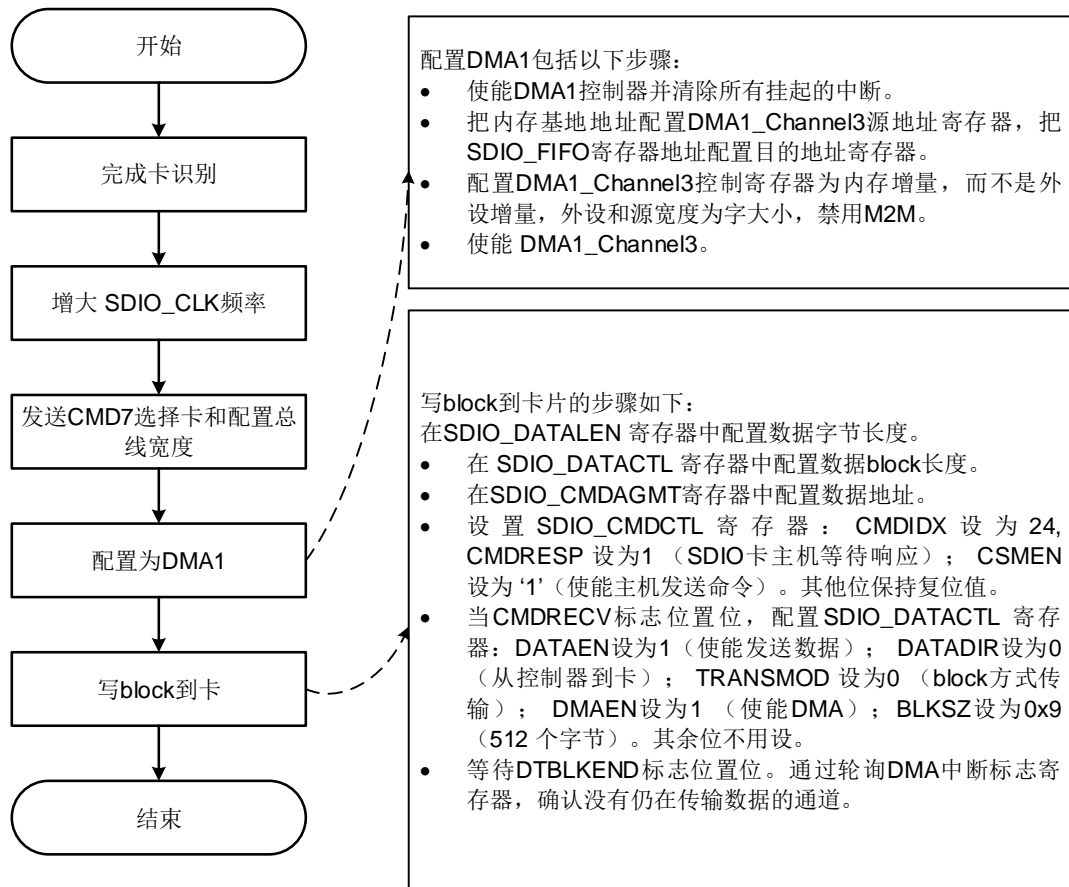 开始
完成卡识别
增大 SDIO_CLK频率
发送CMD7选择卡和配置总
线宽度
配置为DMA1
写block到卡
结束
配置DMA1包括以下步骤：
• 使能DMA1控制器并清除所有挂起的中断。
• 把内存基地地址配置DMA1_Channel3源地址寄存器，把
SDIO_FIFO寄存器地址配置目的地址寄存器。
• 配置DMA1_Channel3控制寄存器为内存增量，而不是外
设增量，外设和源宽度为字大小，禁用M2M。
• 使能 DMA1_Channel3。
写block到卡片的步骤如下：
在SDIO_DATALEN 寄存器中配置数据字节长度。
• 在 SDIO_DATACTL 寄存器中配置数据block长度。
• 在SDIO_CMDAGMT寄存器中配置数据地址。
• 设置 SDIO_CMDCTL 寄存器：CMDIDX 设为 24,
CMDRESP 设为1 （SDIO卡主机等待响应）； CSMEN
设为 ‘1’（使能主机发送命令）。其他位保持复位值。
• 当CMDRECV标志位置位，配置SDIO_DATACTL 寄存
器：DATAEN设为1（使能发送数据）； DATADIR设为0
（从控制器到卡）； TRANSMOD 设为0 （block方式传
输）； DMAEN设为1 （使能DMA）；BLKSZ设为0x9
（512 个字节）。其余位不用设。
• 等待DTBLKEND标志位置位。通过轮询DMA中断标志寄
存器，确认没有仍在传输数据的通道。